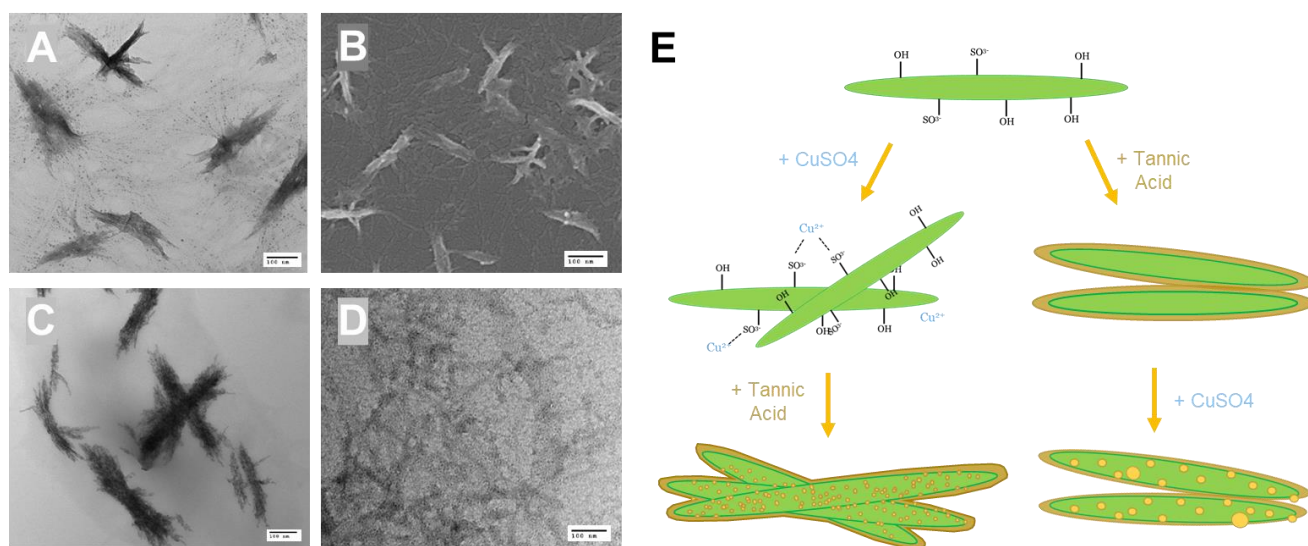 A
100 nm
B
100 nm
C
100 nm
D
100 nm
E
OH
SO³⁻
OH
SO³⁻
OH
OH
+ CuSO4
+ Tannic
Acid
Cu²⁺
OH
OH
SO³⁻
SO³⁻
OH
OH
OH
OH
SO³⁻
OH
SO³⁻
OH
Cu²⁺
Cu²⁺
+ Tannic
Acid
+ CuSO4